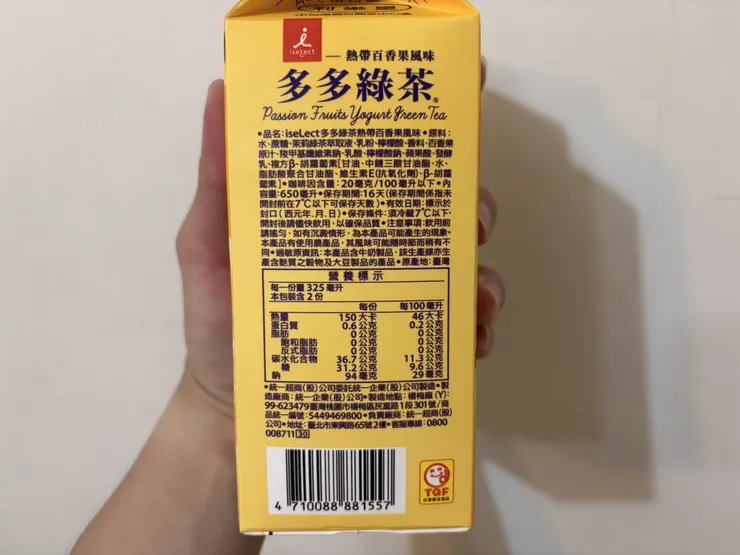 iseLect
— 熱帶百香果風味
多多綠茶®
Passion Fruits Yogurt Green Tea
•品名:iseLect多多綠茶熱帶百香果風味•原料:
水、蔗糖、茉莉綠茶萃取液、乳粉、檸檬酸、香料、百香果
原汁、羧甲基纖維素鈉、乳酸、檸檬酸鈉、蘋果酸、發酵
乳、複方β-胡蘿蔔素[甘油、中鏈三酸甘油酯、水、
脂肪酸聚合甘油酯、維生素E(抗氧化劑)、β-胡蘿
蔔素]•咖啡因含量:20毫克/100毫升以下•內
容量:650毫升•保存期間:16天(保存期間係指未
開封前在7℃以下可保存天數)•有效日期:標示於
封口(西元年.月.日)•保存條件:須冷藏7℃以下,
開封後請儘快飲用,以確保品質•注意事項:飲用前
請搖勻,如有沉澱情形,為本產品可能產生的現象,
本產品有使用農產品,其風味可能隨時節而稍有不
同•過敏原資訊:本產品含牛奶製品,該生產線亦生
產含麩質之穀物及大豆製品的產品•原產地:臺灣
營養標示
每一份量 325毫升
本包裝含 2 份
每份 每100毫升
熱量 150 大卡 46 大卡
蛋白質 0.6 公克 0.2 公克
脂肪 0 公克 0 公克
飽和脂肪 0 公克 0 公克
反式脂肪 0 公克 0 公克
碳水化合物 36.7 公克 11.3 公克
糖 31.2 公克 9.6 公克
鈉 94 毫克 29 毫克
•統一超商(股)公司委託統一企業(股)公司製造•製
造廠商:統一企業(股)公司•製造地點:楊梅廠(Y):
99-623479臺灣桃園市楊梅區民富路1段301號/商
品統一編號:5449469800•負責廠商:統一超商(股)
公司•地址:臺北市東興路65號2樓•客服專線:0800
008711 30
4 710088 881557
TQF